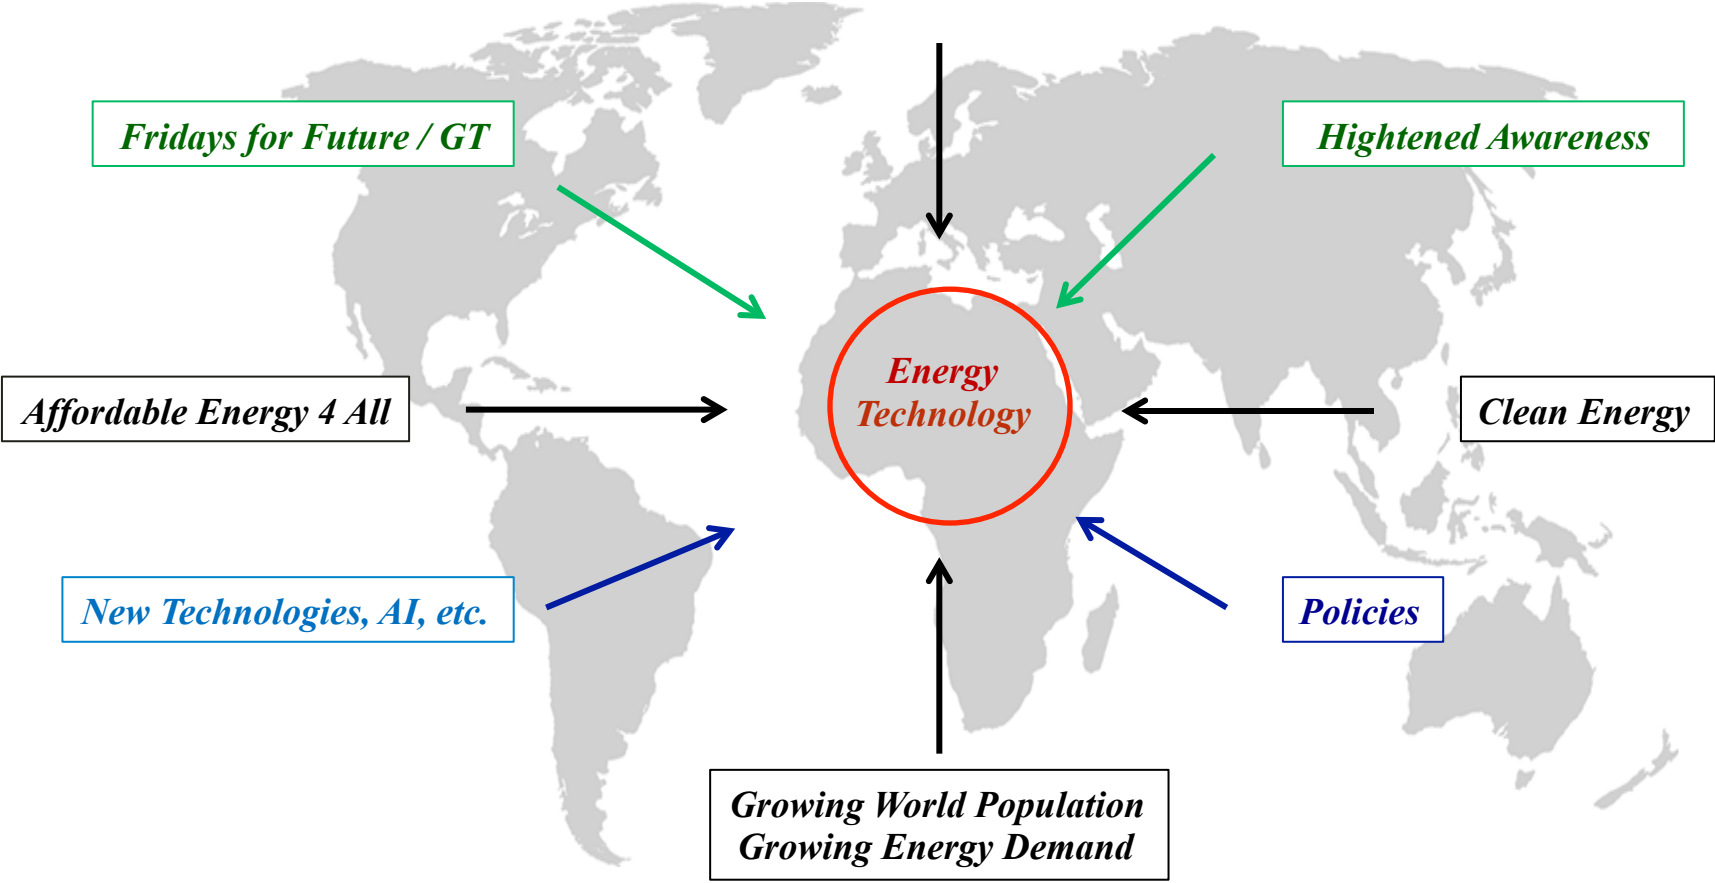 Fridays for Future / GT
Hightened Awareness
Energy
Technology
Affordable Energy 4 All
Clean Energy
New Technologies, AI, etc.
Policies
Growing World Population
Growing Energy Demand